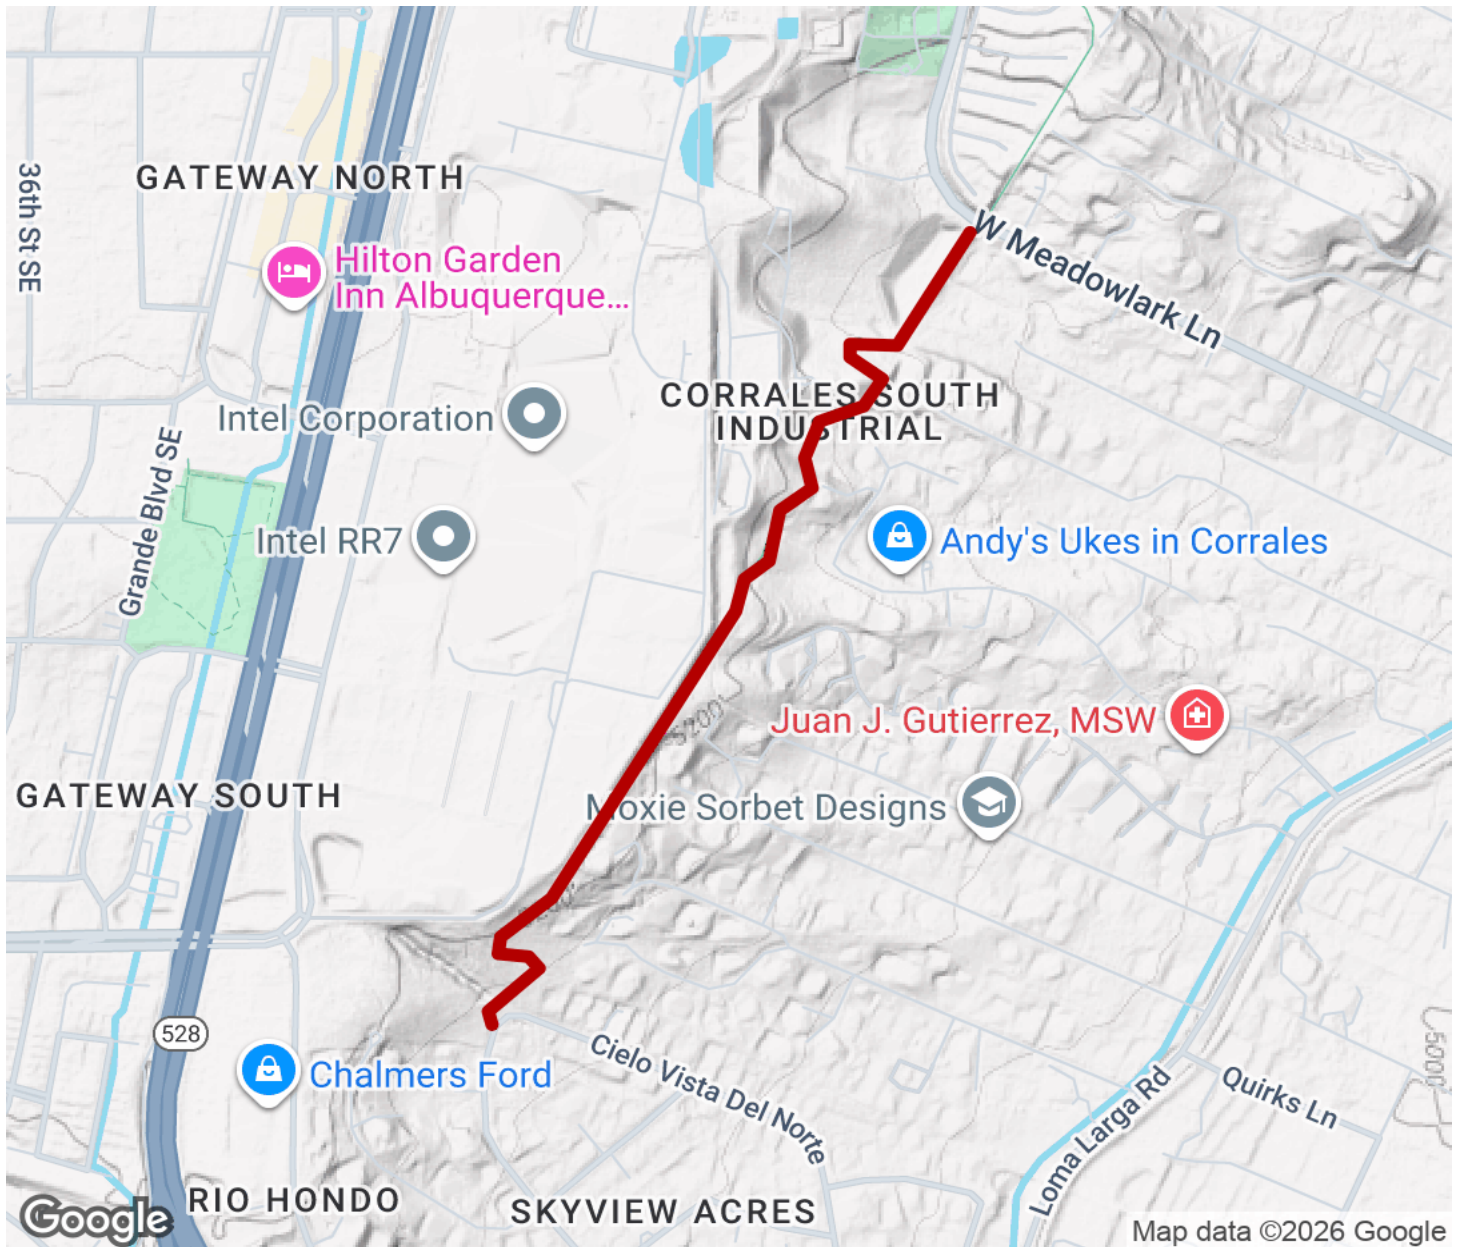 36th St SE
GATEWAY NORTH
W Meadowlark Ln
Hilton Garden
Inn Albuquerque...
CORRALES SOUTH
INDUSTRIAL
Intel Corporation
Grande Blvd SE
Intel RR7
Andy's Ukes in Corrales
5200
Juan J. Gutierrez, MSW
GATEWAY SOUTH
Moxie Sorbet Designs
528
Chalmers Ford
Cielo Vista Del Norte
Loma Larga Rd
Quirks Ln
5000
RIO HONDO
SKYVIEW ACRES
Google
Map data ©2026 Google